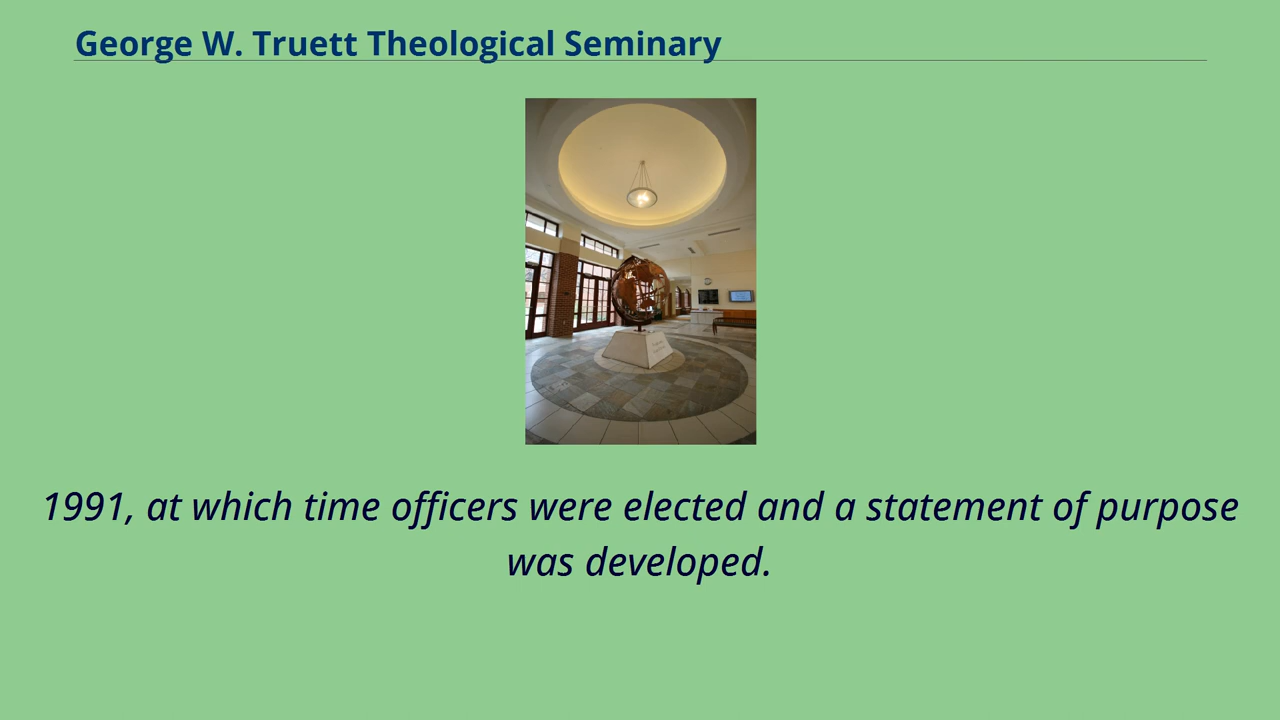 George W. Truett Theological Seminary
1991, at which time officers were elected and a statement of purpose
was developed.